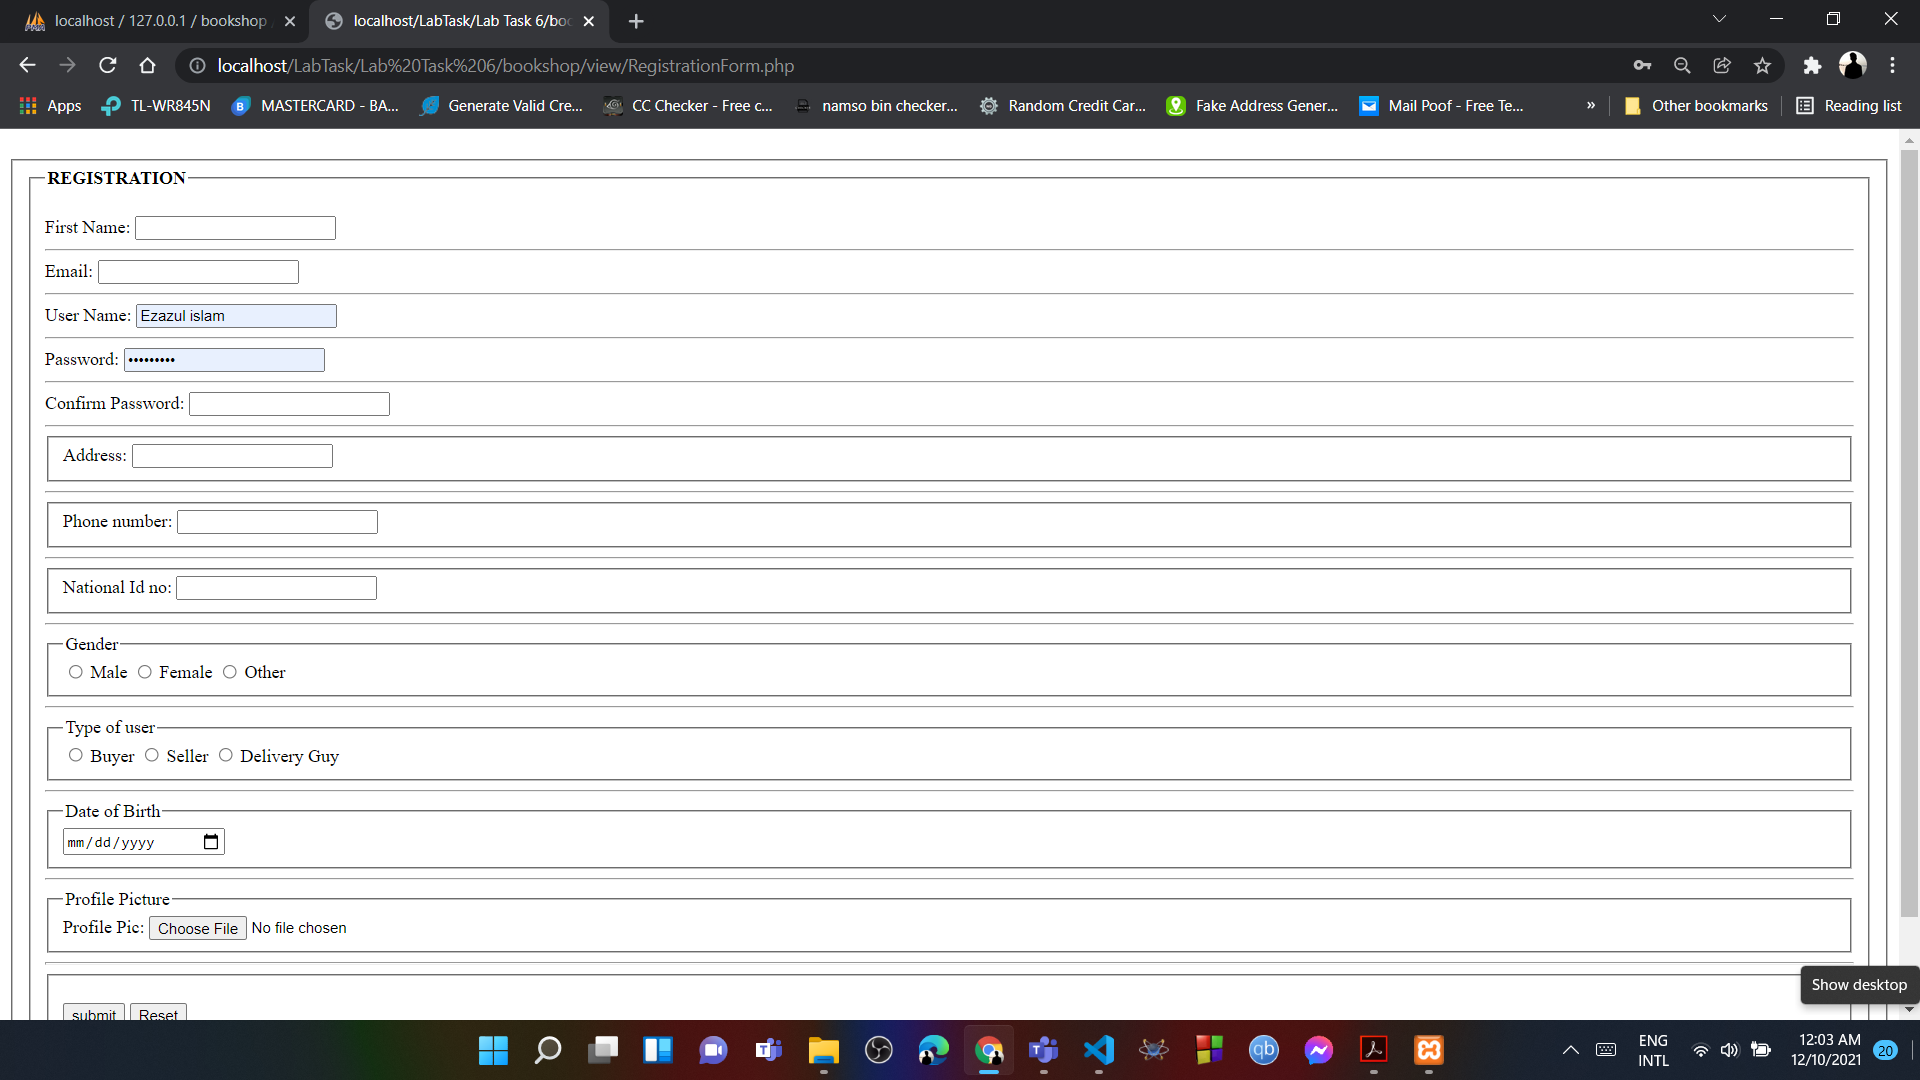 localhost / 127.0.0.1 / bookshop
localhost/LabTask/Lab Task 6/boo
localhost/LabTask/Lab%20Task%206/bookshop/view/RegistrationForm.php
Apps
TL-WR845N
MASTERCARD - BA...
Generate Valid Cre...
CC Checker - Free c...
namso bin checker...
Random Credit Car...
Fake Address Gener...
Mail Poof - Free Te...
»
Other bookmarks
Reading list
REGISTRATION
First Name:
Email:
User Name: Ezazul islam
Password: •••••••••
Confirm Password:
Address:
Phone number:
National Id no:
Gender
Male Female Other
Type of user
Buyer Seller Delivery Guy
Date of Birth
mm/dd/yyyy
Profile Picture
Profile Pic: Choose File No file chosen
submit Reset
Show desktop
ENG
INTL
12:03 AM
12/10/2021
20